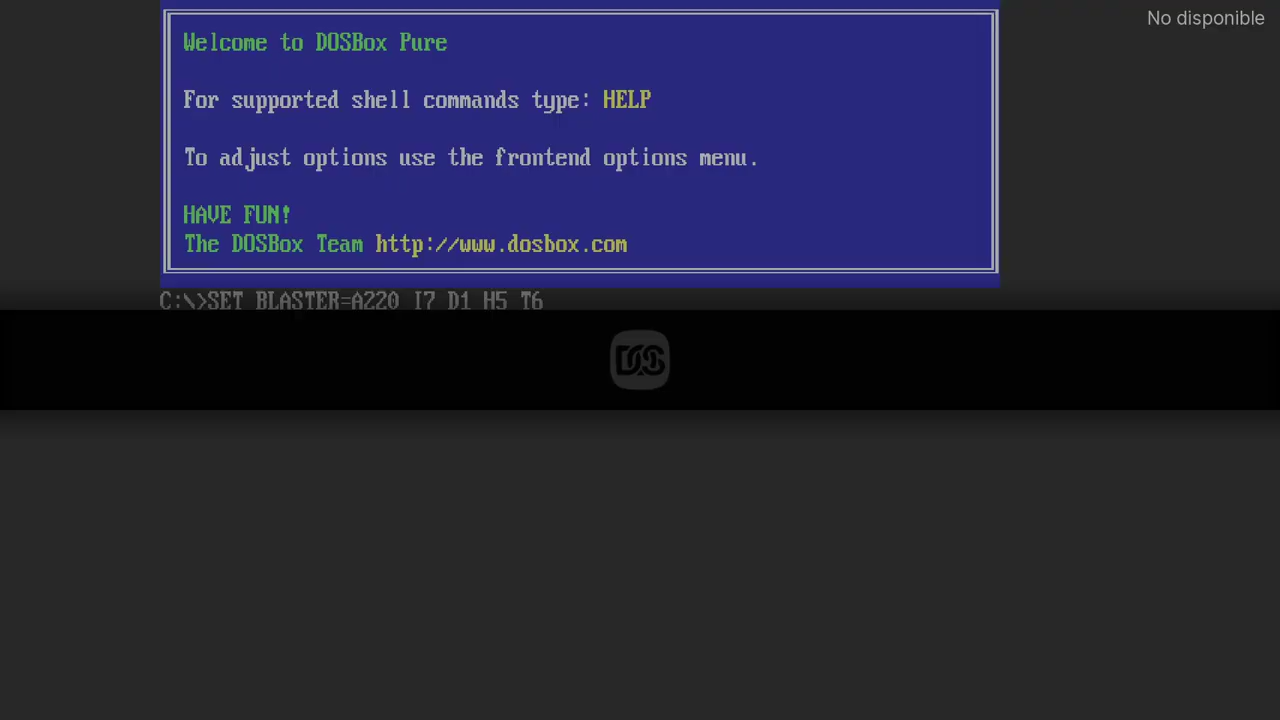 No disponible
Welcome to DOSBox Pure
For supported shell commands type: HELP
To adjust options use the frontend options menu.
HAVE FUN!
The DOSBox Team http://www.dosbox.com
C:\>SET BLASTER=A220 I7 D1 H5 T6
DOS